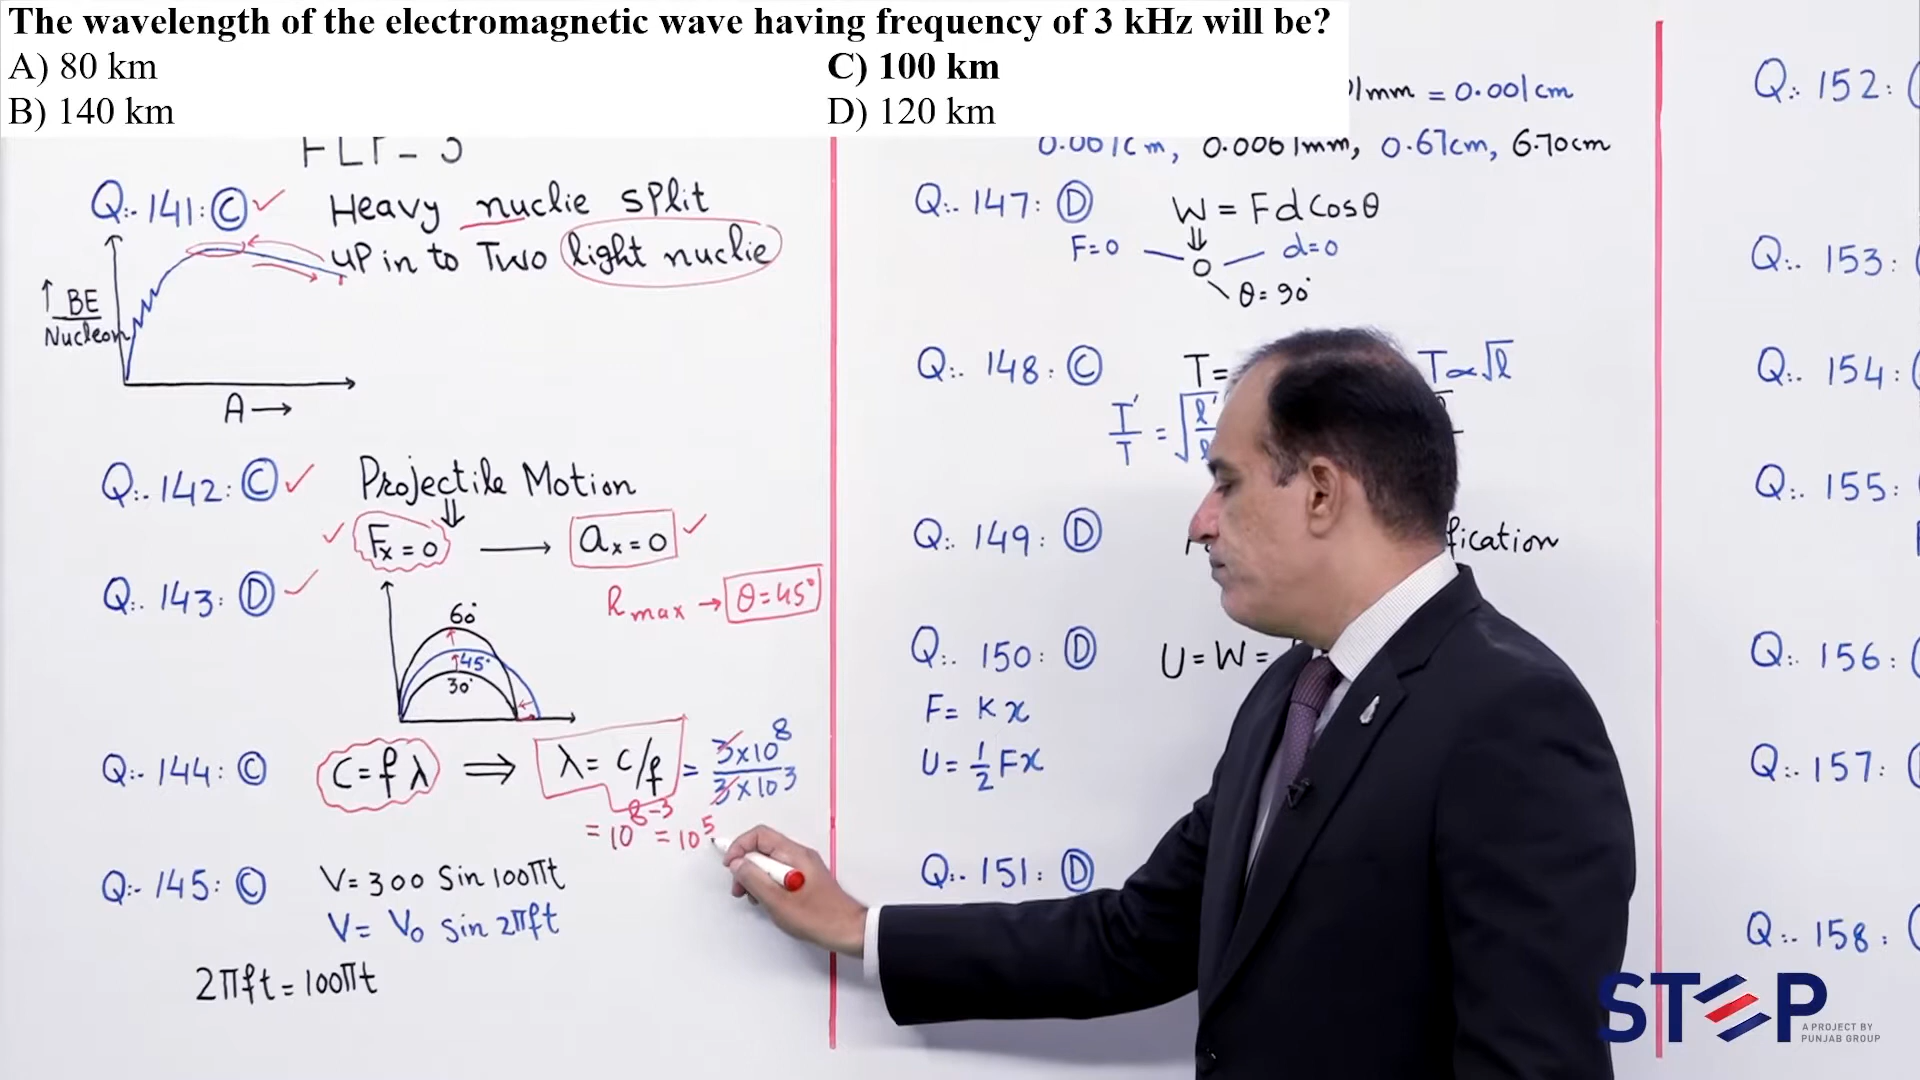 The wavelength of the electromagnetic wave having frequency of 3 kHz will be?
A) 80 km
C) 100 km
B) 140 km
D) 120 km
Q:- 141: C ✓ Heavy nuclie split
up in to Two light nuclie
↑ BE
Nucleon
A →
Q:- 142: C ✓ Projectile Motion
⇓
✓ Fx = 0 → ax = 0 ✓
Q:- 143: D ✓
Rmax → θ = 45°
60°
45°
30°
Q:- 144: C C = fλ ⇒ λ = c/f = 3×10^8 / 3×10^3
= 10^8-3 = 10^5
Q:- 145: C V = 300 Sin 100πt
V = V₀ Sin 2πft
2πft = 100πt
mm = 0.001cm
0.001cm, 0.0061mm, 0.67cm, 6.70cm
Q:- 147: D W = Fd Cosθ
⇓
F=0 — 0 — d=0
θ = 90°
Q:- 148: C T = T ∝ √l
T'/T = √l'/l
Q:- 149: D fication
Q:- 150: D U = W =
F = Kx
U = 1/2 Fx
Q:- 151: D
Q:- 152:
Q:- 153:
Q:- 154:
Q:- 155:
Q:- 156:
Q:- 157:
Q:- 158:
STEP
A PROJECT BY
PUNJAB GROUP